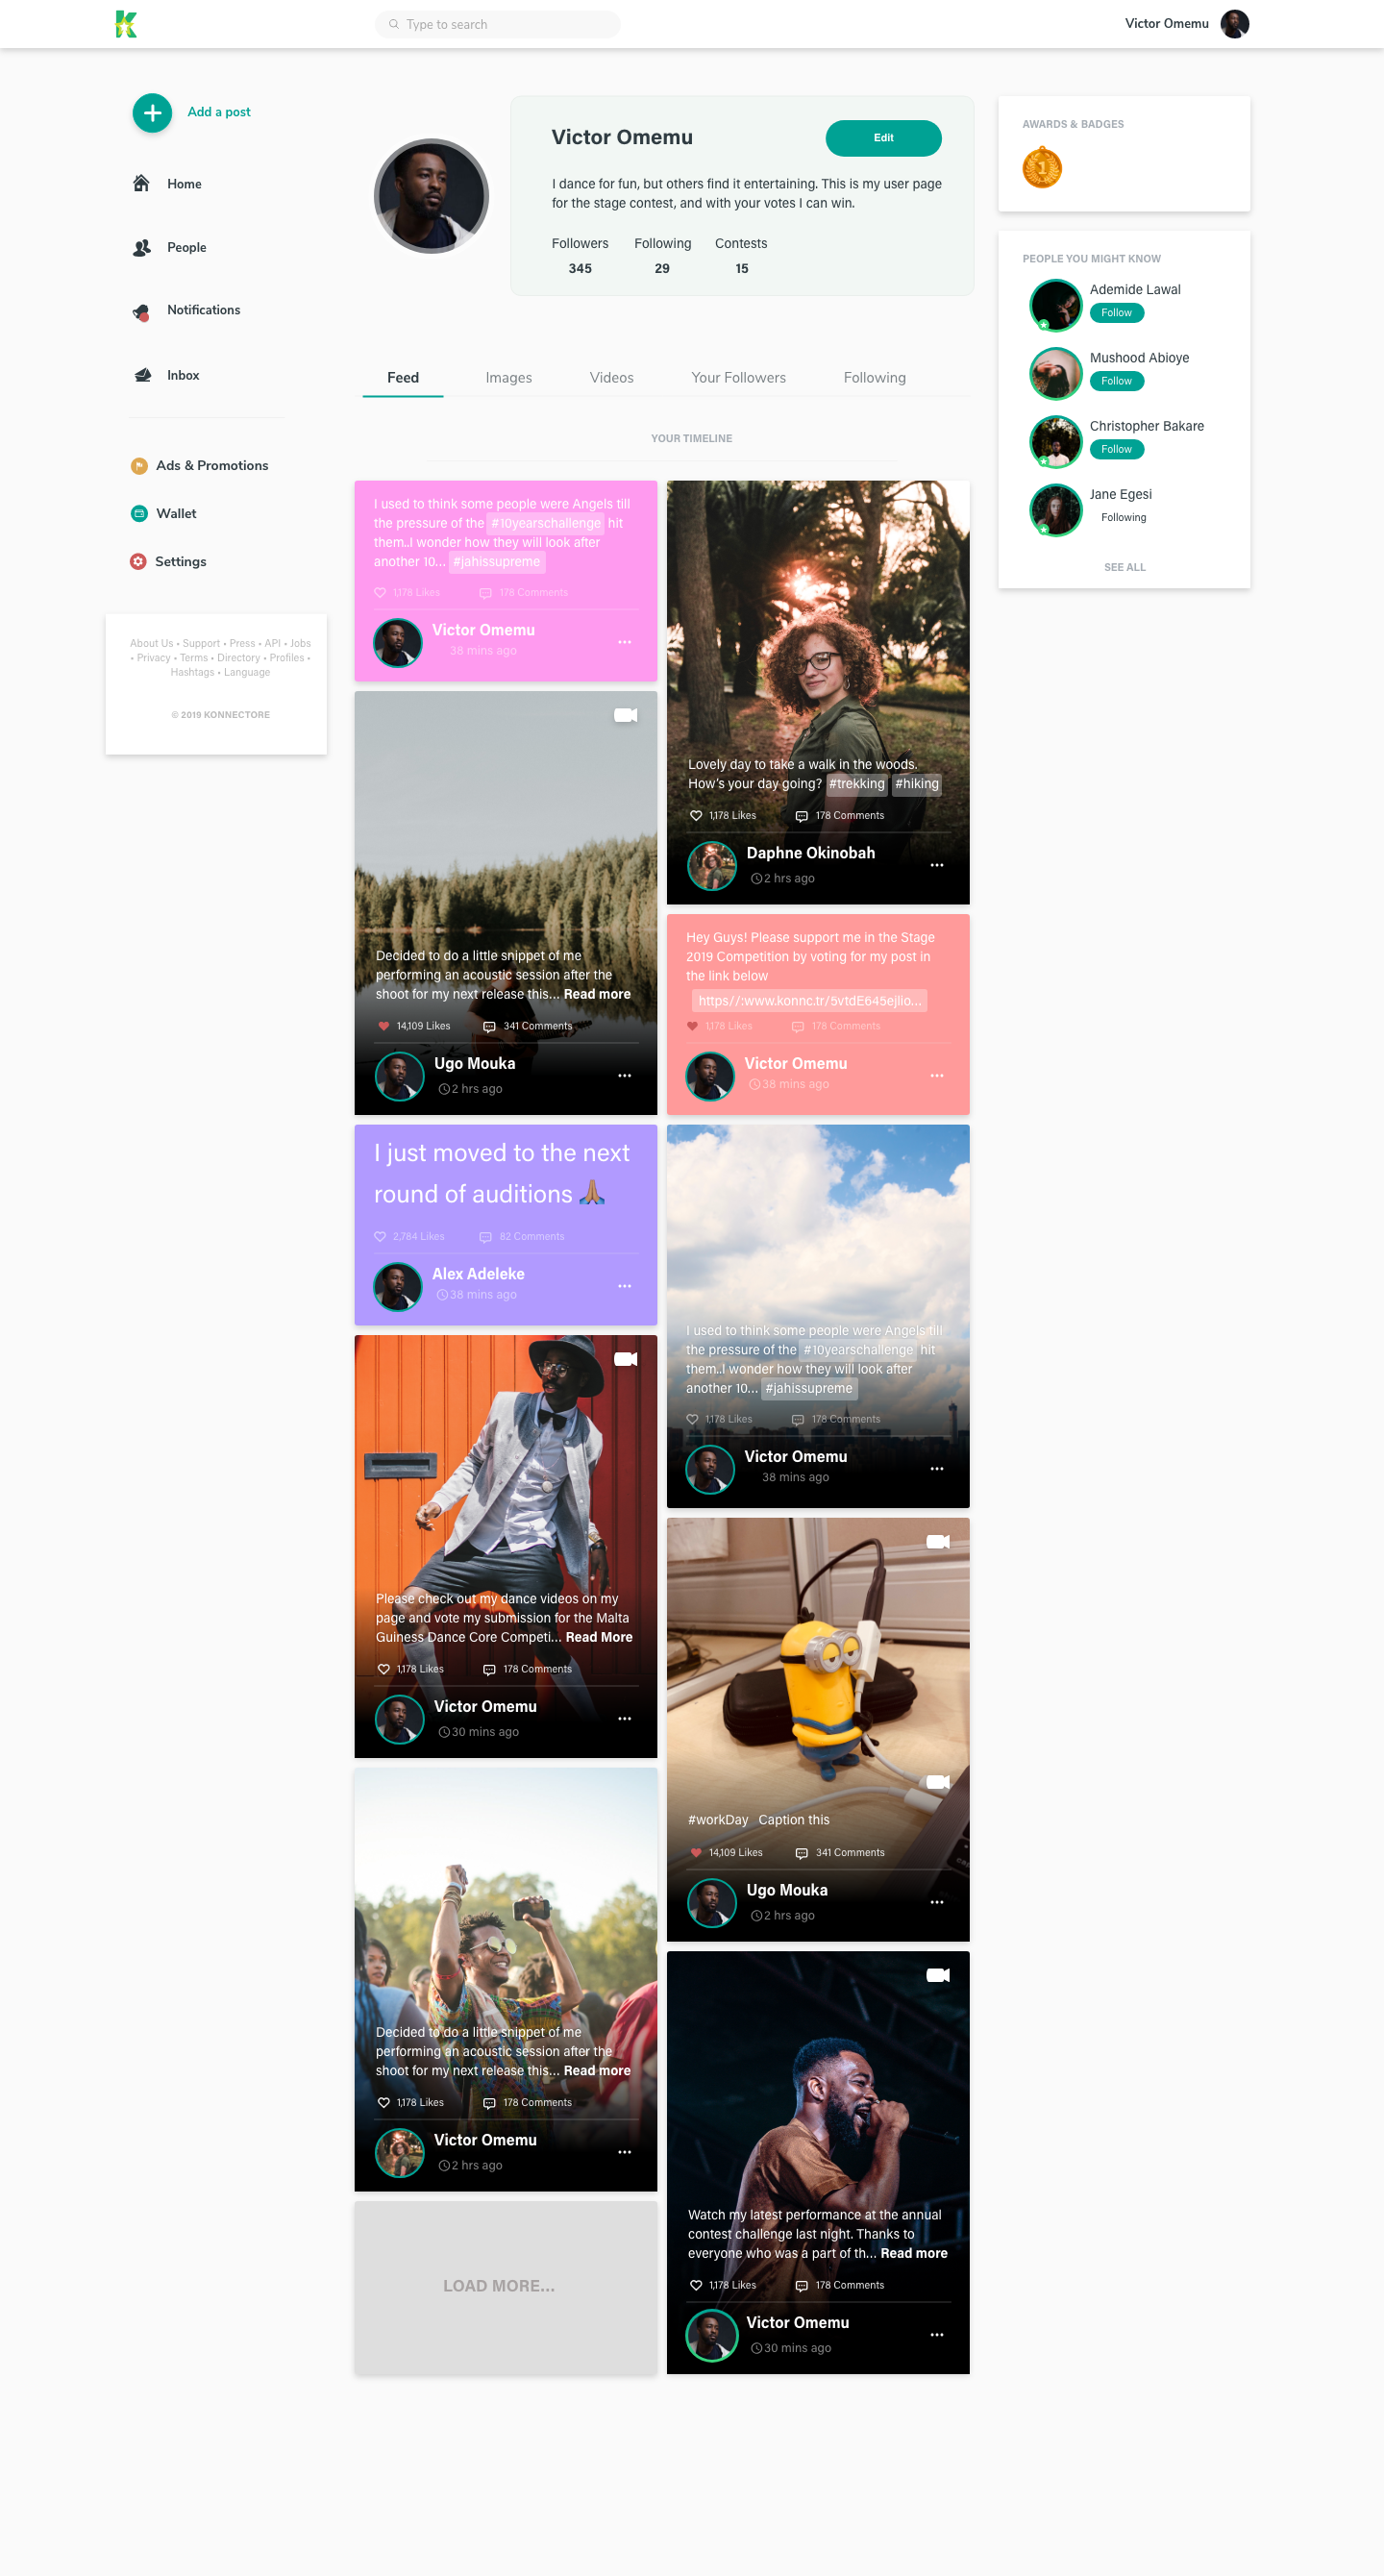 Type to search
Victor Omemu
Add a post
Home
People
Notifications
Inbox
Ads & Promotions
Wallet
Settings
About Us • Support • Press • API • Jobs
• Privacy • Terms • Directory • Profiles •
Hashtags • Language
© 2019 KONNECTORE
Victor Omemu
Edit
I dance for fun, but others find it entertaining. This is my user page
for the stage contest, and with your votes I can win.
Followers Following Contests
345 29 15
Feed Images Videos Your Followers Following
YOUR TIMELINE
I used to think some people were Angels till
the pressure of the #10yearschallenge hit
them..I wonder how they will look after
another 10... #jahissupreme
1,178 Likes 178 Comments
Victor Omemu
38 mins ago
Decided to do a little snippet of me
performing an acoustic session after the
shoot for my next release this... Read more
14,109 Likes 341 Comments
Ugo Mouka
2 hrs ago
I just moved to the next
round of auditions 🙏🏽
2,784 Likes 82 Comments
Alex Adeleke
38 mins ago
Please check out my dance videos on my
page and vote my submission for the Malta
Guiness Dance Core Competi... Read More
1,178 Likes 178 Comments
Victor Omemu
30 mins ago
Decided to do a little snippet of me
performing an acoustic session after the
shoot for my next release this... Read more
1,178 Likes 178 Comments
Victor Omemu
2 hrs ago
LOAD MORE...
Lovely day to take a walk in the woods.
How's your day going? #trekking #hiking
1,178 Likes 178 Comments
Daphne Okinobah
2 hrs ago
Hey Guys! Please support me in the Stage
2019 Competition by voting for my post in
the link below
https//:www.konnc.tr/5vtdE645ejlio...
1,178 Likes 178 Comments
Victor Omemu
38 mins ago
I used to think some people were Angels till
the pressure of the #10yearschallenge hit
them..I wonder how they will look after
another 10... #jahissupreme
1,178 Likes 178 Comments
Victor Omemu
38 mins ago
#workDay Caption this
14,109 Likes 341 Comments
Ugo Mouka
2 hrs ago
Watch my latest performance at the annual
contest challenge last night. Thanks to
everyone who was a part of th... Read more
1,178 Likes 178 Comments
Victor Omemu
30 mins ago
AWARDS & BADGES
1
PEOPLE YOU MIGHT KNOW
Ademide Lawal
Follow
Mushood Abioye
Follow
Christopher Bakare
Follow
Jane Egesi
Following
SEE ALL